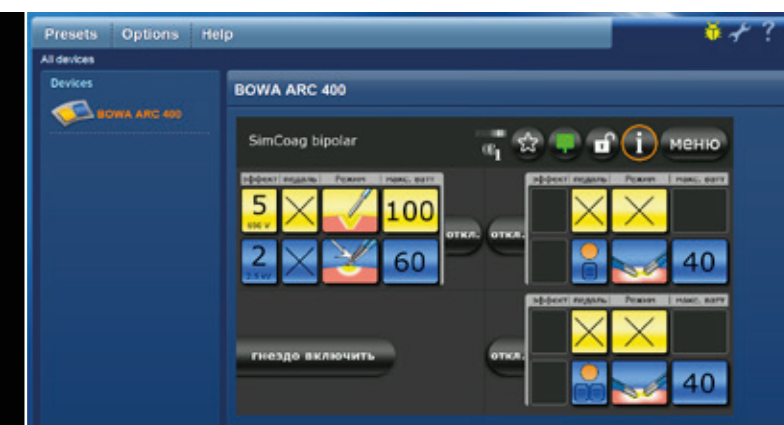 Presets Options Help ?
All devices
Devices
BOWA ARC 400
BOWA ARC 400
SimCoag bipolar
1 i меню
эффект педаль Режим макс. ватт
5 100
2 60
откл.
откл.
эффект педаль Режим макс. ватт
40
гнездо включить
откл.
эффект педаль Режим макс. ватт
40